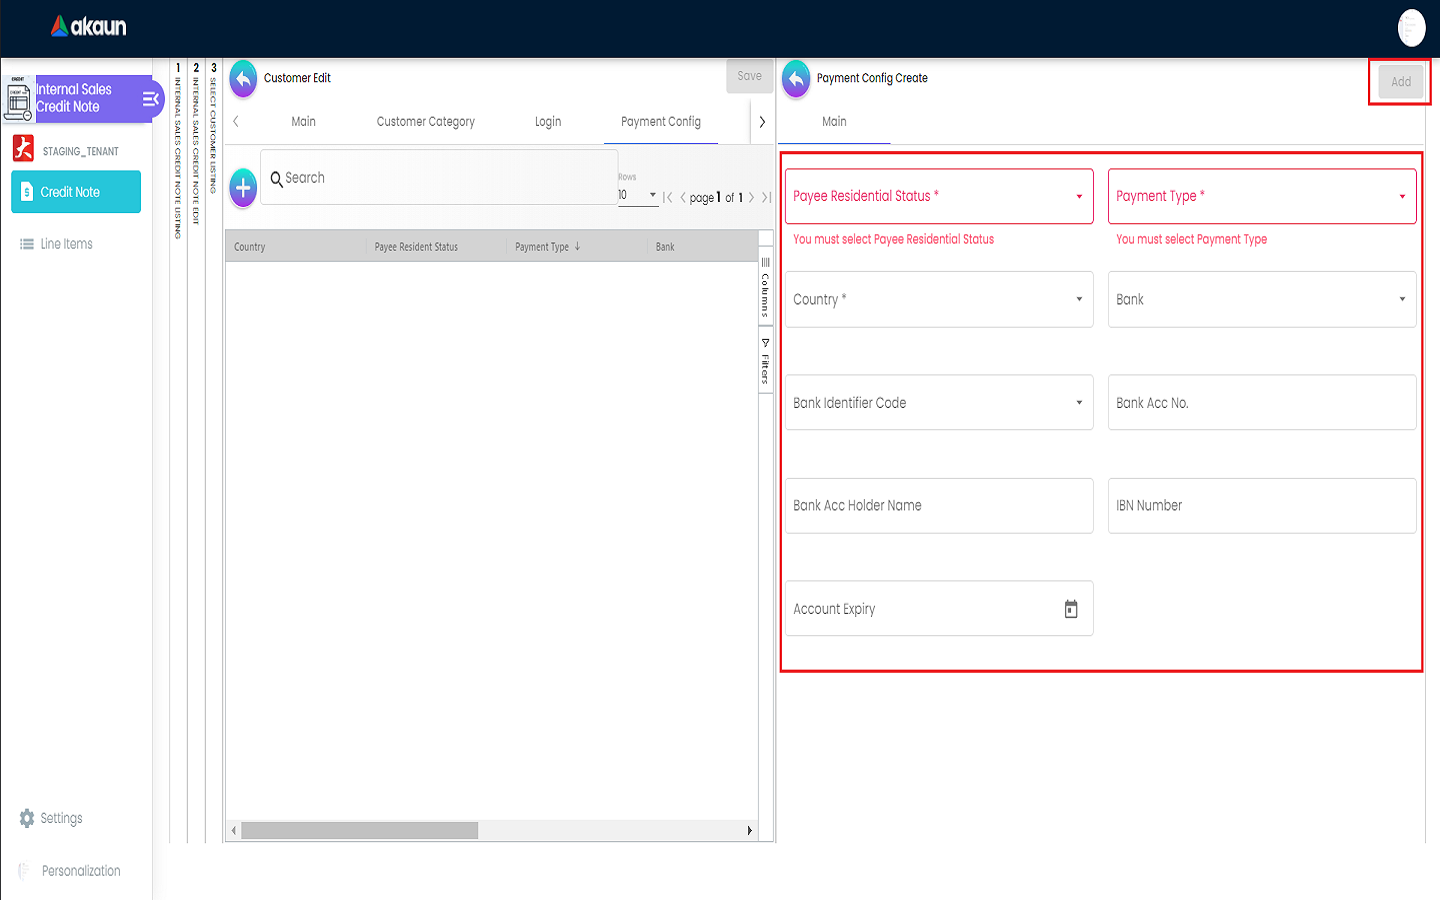 akaun
CREDIT
Internal Sales
Credit Note
STAGING_TENANT
Credit Note
Line Items
Settings
Personalization
1 INTERNAL SALES CREDIT NOTE LISTING
2 INTERNAL SALES CREDIT NOTE EDIT
3 SELECT CUSTOMER LISTING
Customer Edit
Save
Main Customer Category Login Payment Config
Search
Rows
10
page 1 of 1
Country Payee Resident Status Payment Type Bank
Columns
Filters
Payment Config Create
Add
Main
Payee Residential Status * Payment Type *
You must select Payee Residential Status You must select Payment Type
Country * Bank
Bank Identifier Code Bank Acc No.
Bank Acc Holder Name IBN Number
Account Expiry